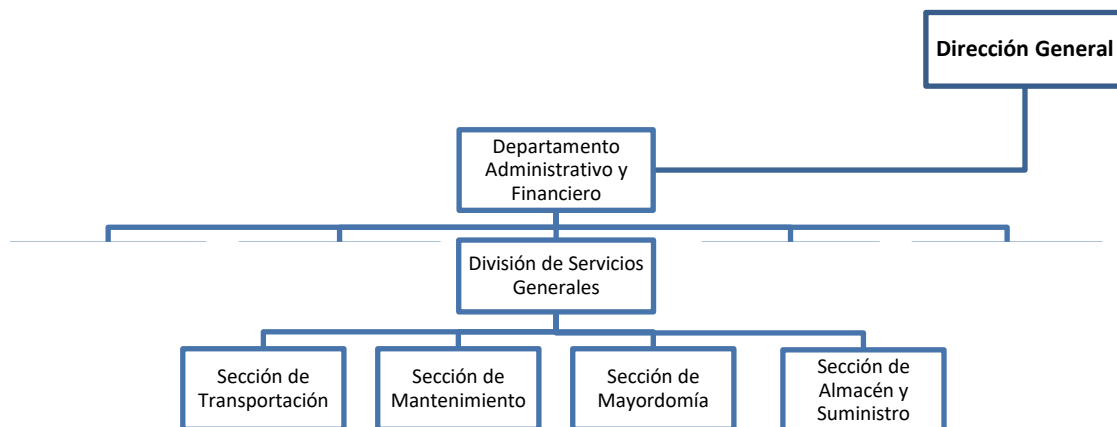 Dirección General
Departamento
Administrativo y
Financiero
División de Servicios
Generales
Sección de
Transportación
Sección de
Mantenimiento
Sección de
Mayordomía
Sección de
Almacén y
Suministro